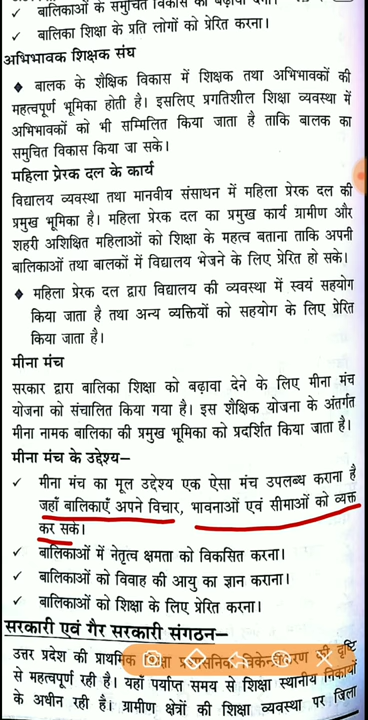 ✓ बालिकाओं के समुचित विकास को बढ़ावा देना।
✓ बालिका शिक्षा के प्रति लोगों को प्रेरित करना।
अभिभावक शिक्षक संघ
♦ बालक के शैक्षिक विकास में शिक्षक तथा अभिभावकों की
महत्वपूर्ण भूमिका होती है। इसलिए प्रगतिशील शिक्षा व्यवस्था में
अभिभावकों को भी सम्मिलित किया जाता है ताकि बालक का
समुचित विकास किया जा सके।
महिला प्रेरक दल के कार्य
विद्यालय व्यवस्था तथा मानवीय संसाधन में महिला प्रेरक दल की
प्रमुख भूमिका है। महिला प्रेरक दल का प्रमुख कार्य ग्रामीण और
शहरी अशिक्षित महिलाओं को शिक्षा के महत्व बताना ताकि अपनी
बालिकाओं तथा बालकों में विद्यालय भेजने के लिए प्रेरित हो सके।
♦ महिला प्रेरक दल द्वारा विद्यालय की व्यवस्था में स्वयं सहयोग
किया जाता है तथा अन्य व्यक्तियों को सहयोग के लिए प्रेरित
किया जाता है।
मीना मंच
सरकार द्वारा बालिका शिक्षा को बढ़ावा देने के लिए मीना मंच
योजना को संचालित किया गया है। इस शैक्षिक योजना के अंतर्गत
मीना नामक बालिका की प्रमुख भूमिका को प्रदर्शित किया जाता है।
मीना मंच के उद्देश्य–
✓ मीना मंच का मूल उद्देश्य एक ऐसा मंच उपलब्ध कराना है
जहाँ बालिकाएँ अपने विचार, भावनाओं एवं सीमाओं को व्यक्त
कर सके।
✓ बालिकाओं में नेतृत्व क्षमता को विकसित करना।
✓ बालिकाओं को विवाह की आयु का ज्ञान कराना।
✓ बालिकाओं को शिक्षा के लिए प्रेरित करना।
सरकारी एवं गैर सरकारी संगठन–
उत्तर प्रदेश की प्राथमिक की दृष्टि
से महत्वपूर्ण रही है। यहाँ पर्याप्त समय से शिक्षा स्थानीय निकायों
के अधीन रही है। ग्रामीण क्षेत्रों की शिक्षा व्यवस्था पर जिला